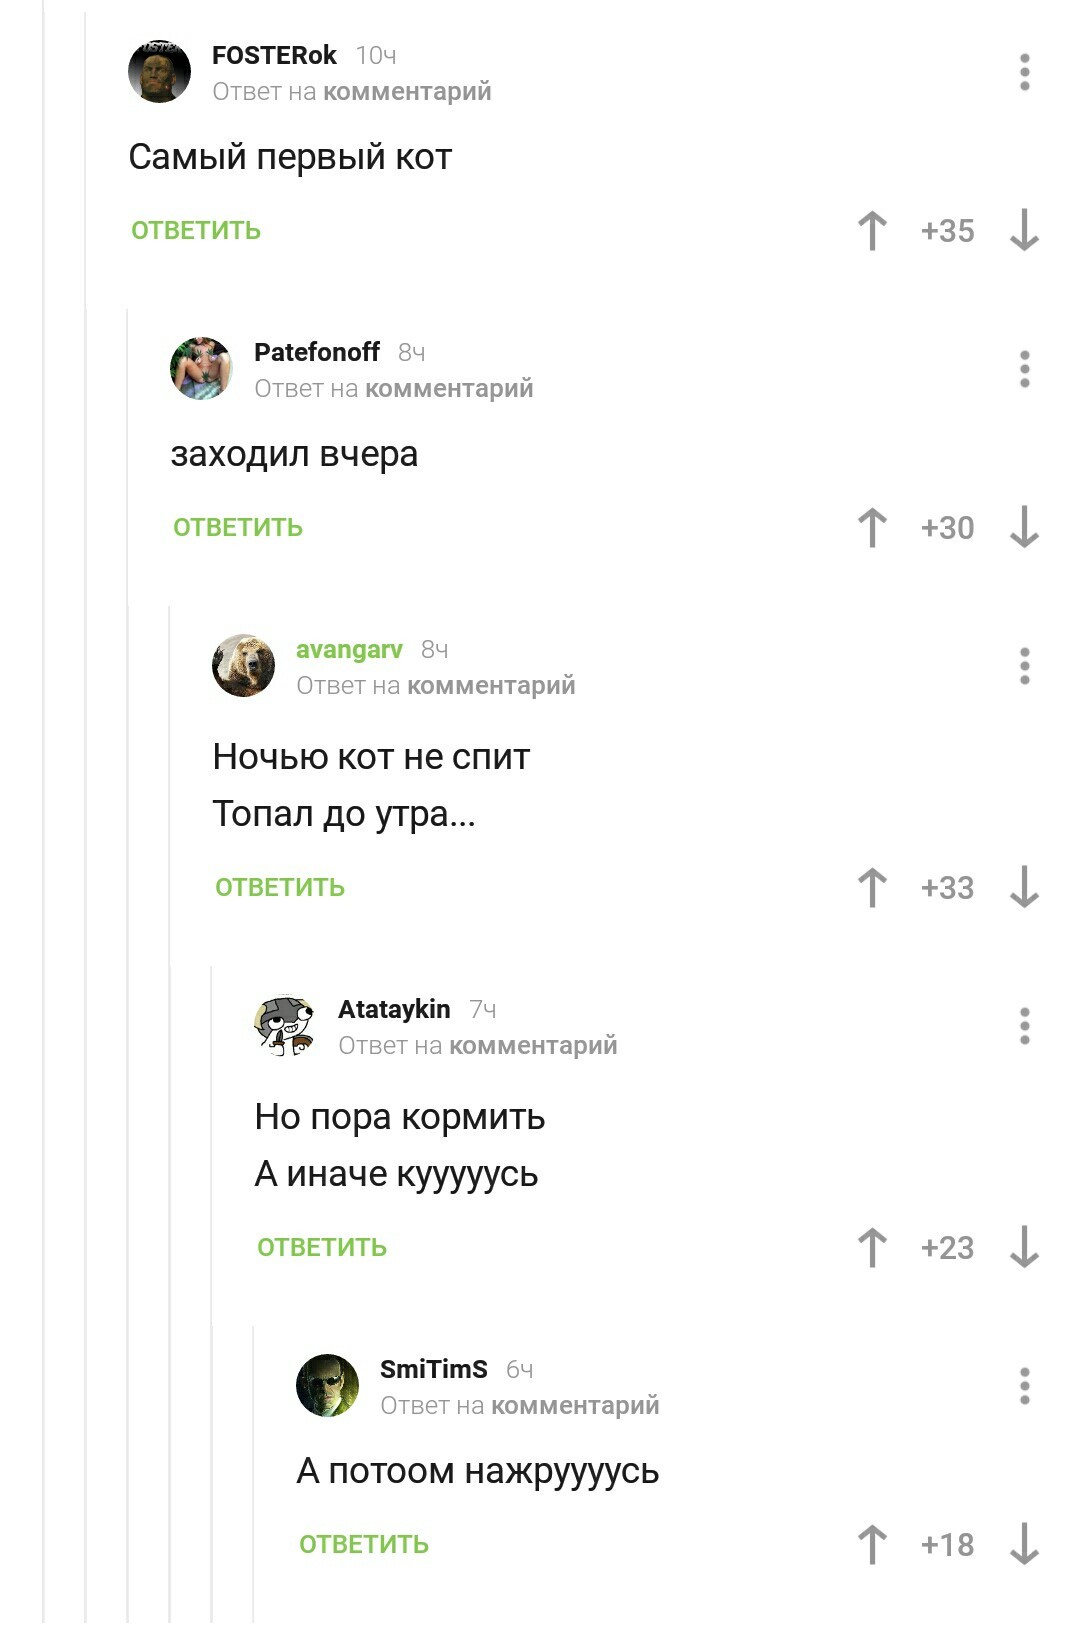 FOSTERok 10ч
Ответ на комментарий
Самый первый кот
ОТВЕТИТЬ
+35
Patefonoff 8ч
Ответ на комментарий
заходил вчера
ОТВЕТИТЬ
+30
avangarv 8ч
Ответ на комментарий
Ночью кот не спит
Топал до утра...
ОТВЕТИТЬ
+33
Atataykin 7ч
Ответ на комментарий
Но пора кормить
А иначе кууууусь
ОТВЕТИТЬ
+23
SmiTimS 6ч
Ответ на комментарий
А потоом нажруууусь
ОТВЕТИТЬ
+18